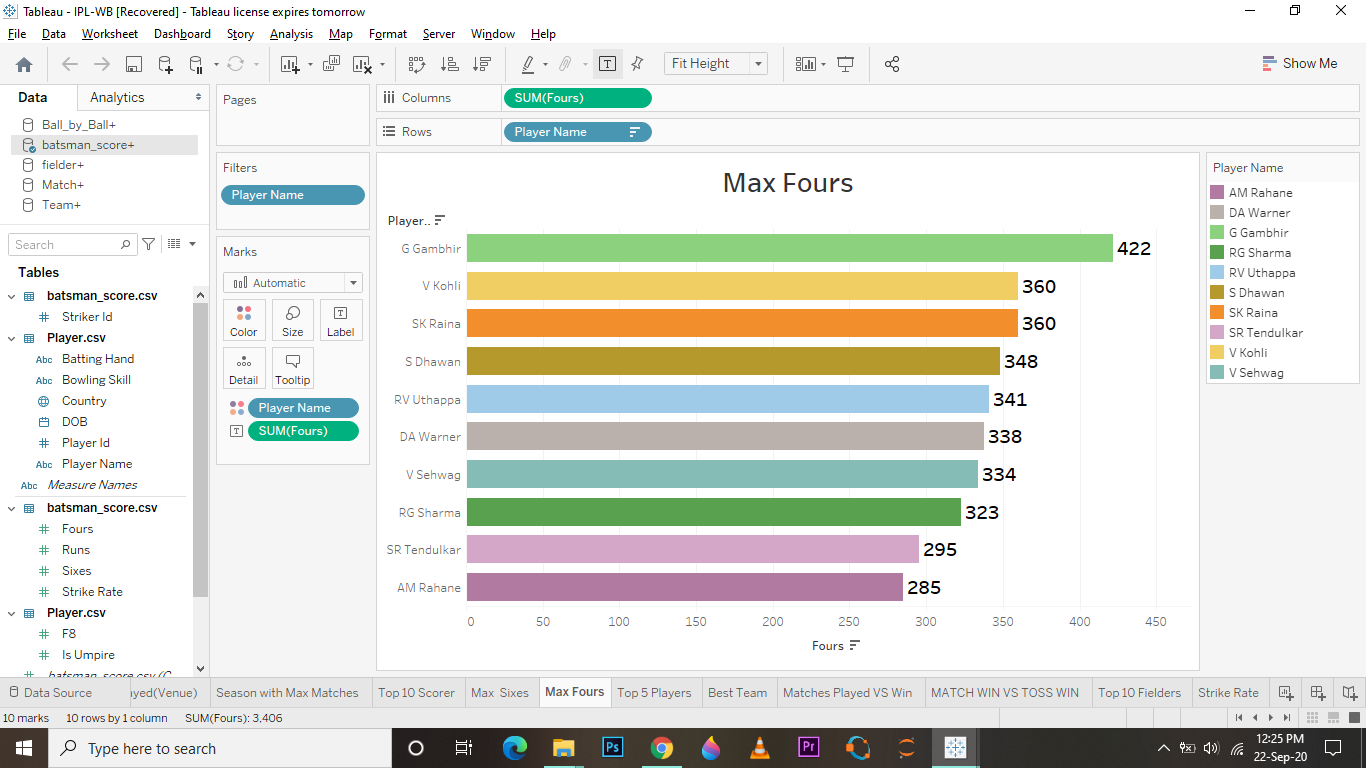 Tableau - IPL-WB [Recovered] - Tableau license expires tomorrow
File Data Worksheet Dashboard Story Analysis Map Format Server Window Help
Fit Height
Show Me
Data
Analytics
Ball_by_Ball+
batsman_score+
fielder+
Match+
Team+
Search
Tables
batsman_score.csv
Striker Id
Player.csv
Abc Batting Hand
Abc Bowling Skill
Country
DOB
Player Id
Abc Player Name
Abc Measure Names
batsman_score.csv
Fours
Runs
Sixes
Strike Rate
Player.csv
F8
Is Umpire
batsman_score.csv (C
Pages
Filters
Player Name
Marks
Automatic
Color
Size
Label
Detail
Tooltip
Player Name
SUM(Fours)
Columns
SUM(Fours)
Rows
Player Name
Max Fours
Player..
G Gambhir 422
V Kohli 360
SK Raina 360
S Dhawan 348
RV Uthappa 341
DA Warner 338
V Sehwag 334
RG Sharma 323
SR Tendulkar 295
AM Rahane 285
0 50 100 150 200 250 300 350 400 450
Fours
Player Name
AM Rahane
DA Warner
G Gambhir
RG Sharma
RV Uthappa
S Dhawan
SK Raina
SR Tendulkar
V Kohli
V Sehwag
Data Source
ayed(Venue)
Season with Max Matches
Top 10 Scorer
Max Sixes
Max Fours
Top 5 Players
Best Team
Matches Played VS Win
MATCH WIN VS TOSS WIN
Top 10 Fielders
Strike Rate
10 marks 10 rows by 1 column SUM(Fours): 3,406
Type here to search
Ps
Pr
12:25 PM
22-Sep-20